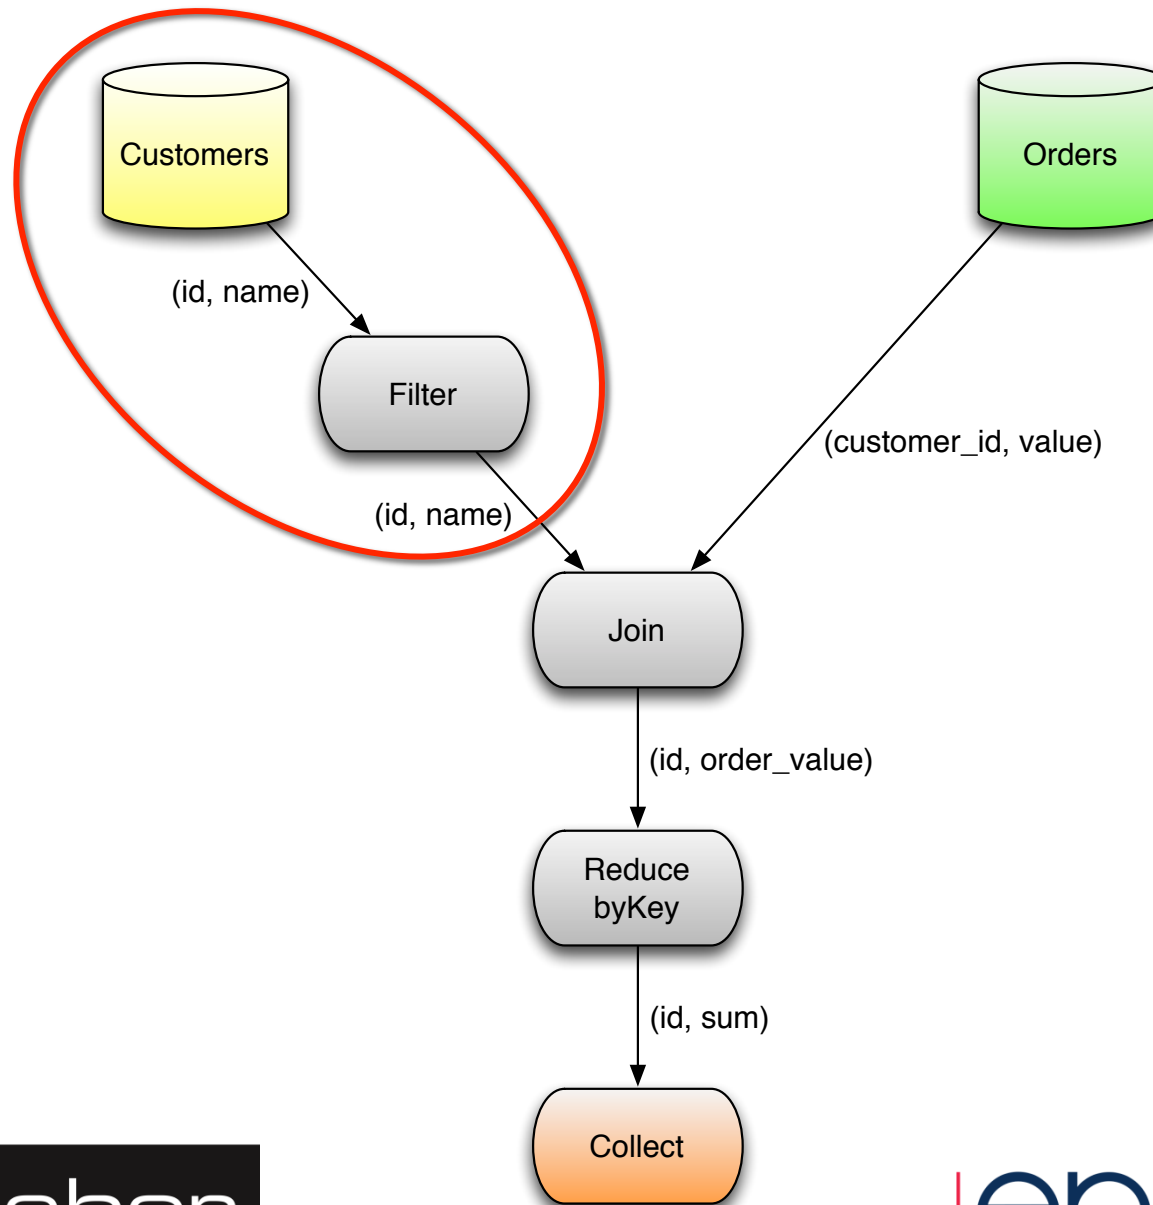 Customers
Orders
(id, name)
Filter
(customer_id, value)
(id, name)
Join
(id, order_value)
Reduce
byKey
(id, sum)
Collect